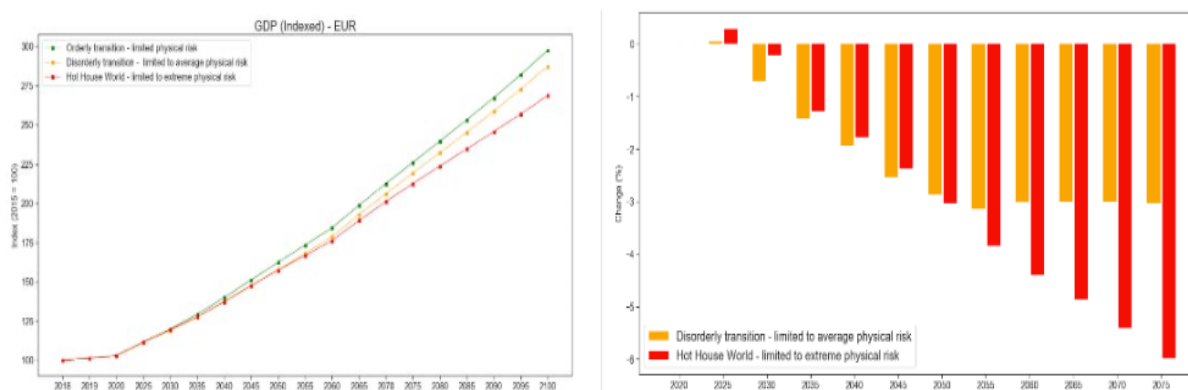 GDP (Indexed) - EUR
Orderly transition - limited physical risk
Disorderly transition - limited to average physical risk
Hot House World - limited to extreme physical risk
300
275
250
225
200
175
150
125
100
Index (2015 = 100)
2018 2019 2020 2025 2030 2035 2040 2045 2050 2055 2060 2065 2070 2075 2080 2085 2090 2095 2100
0
-1
-2
-3
-4
-5
-6
Change (%)
Disorderly transition - limited to average physical risk
Hot House World - limited to extreme physical risk
2020 2025 2030 2035 2040 2045 2050 2055 2060 2065 2070 2075